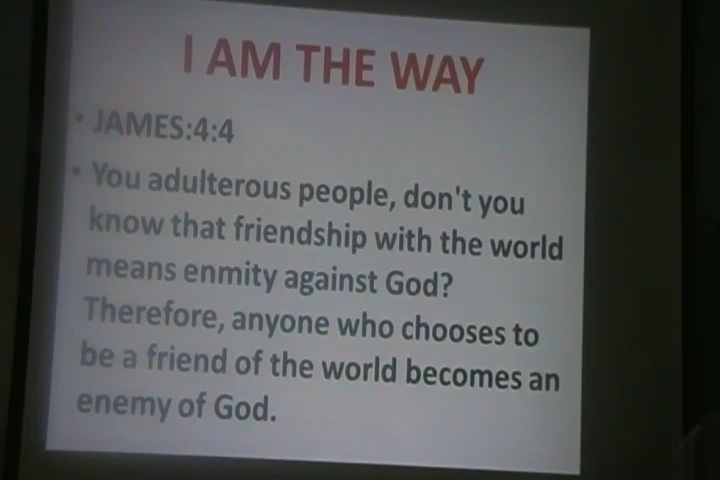 I AM THE WAY
• JAMES:4:4
• You adulterous people, don't you
know that friendship with the world
means enmity against God?
Therefore, anyone who chooses to
be a friend of the world becomes an
enemy of God.